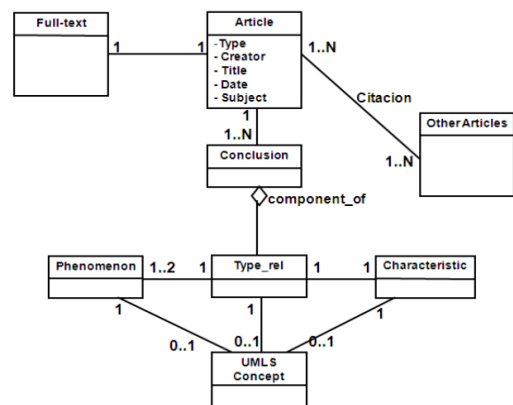 Full-text
Article
- Type
- Creator
- Title
- Date
- Subject
1
1
1..N
Citacion
OtherArticles
1..N
1
1..N
Conclusion
component_of
Phenomenon
1..2
1
Type_rel
1
1
Characteristic
1
1
1
0..1
0..1
0..1
UMLS
Concept